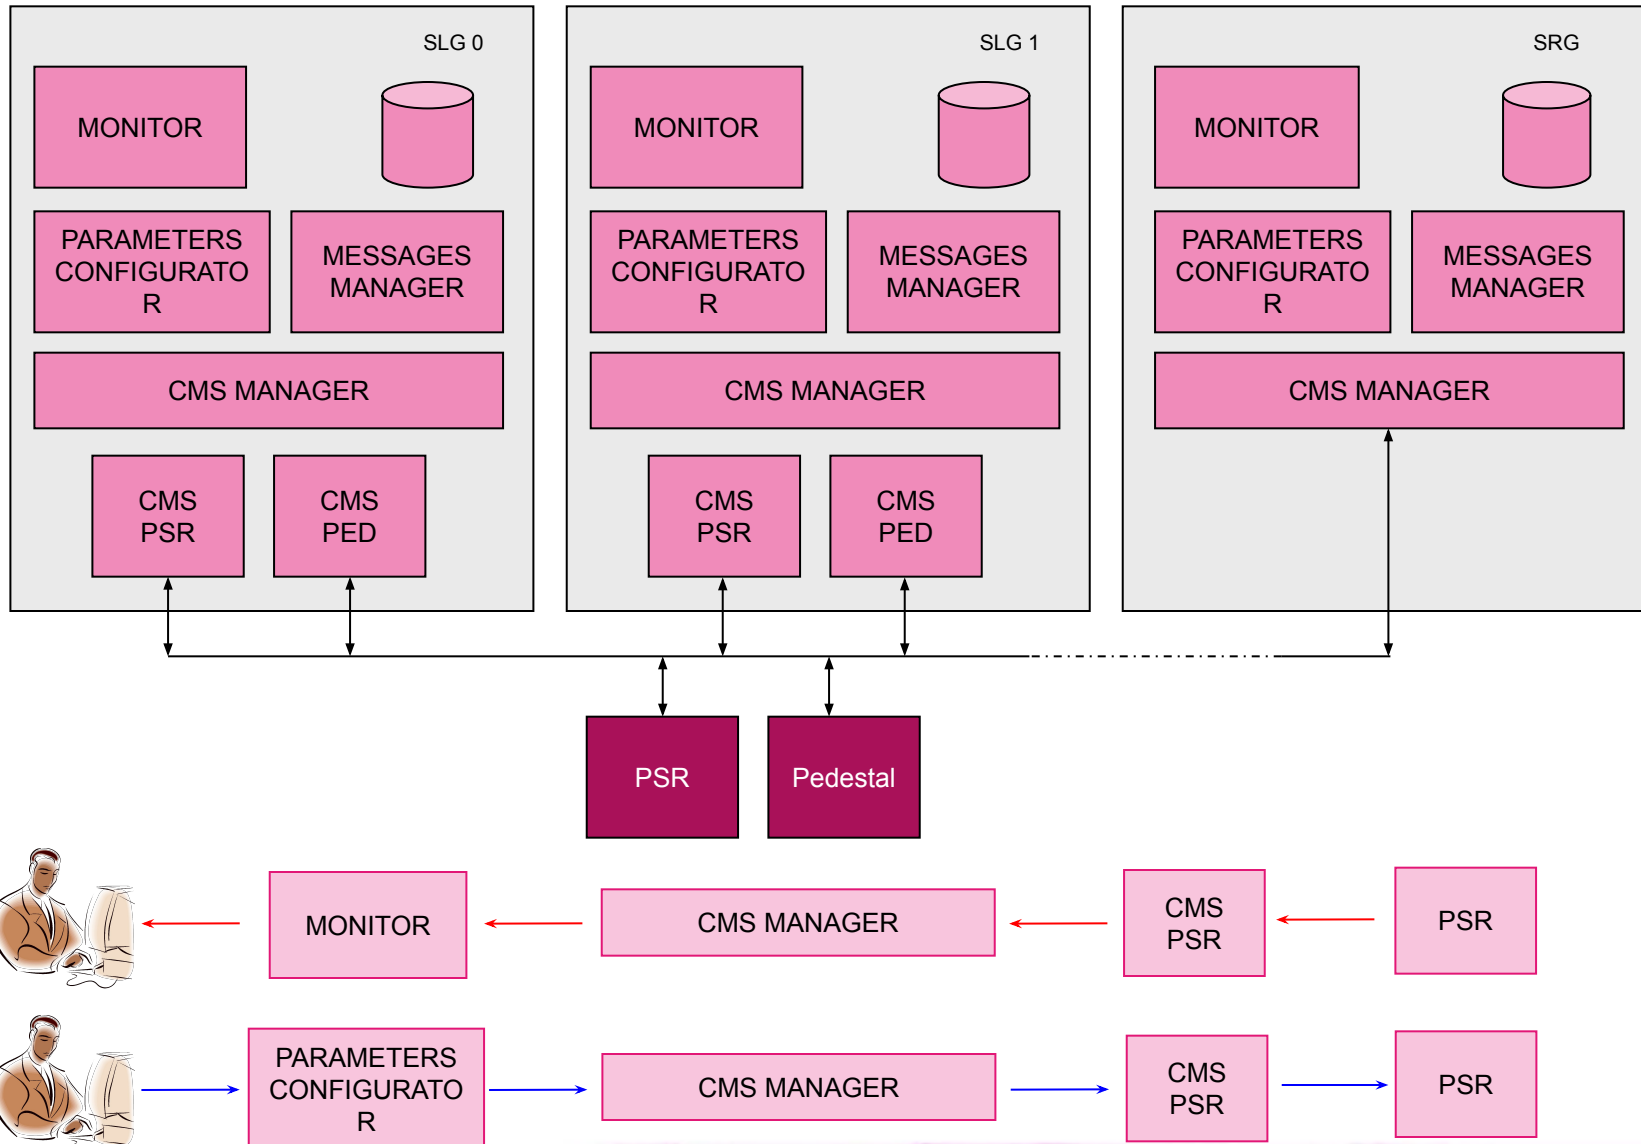 SLG 0
MONITOR
PARAMETERS
CONFIGURATO
R
MESSAGES
MANAGER
CMS MANAGER
CMS
PSR
CMS
PED
SLG 1
MONITOR
PARAMETERS
CONFIGURATO
R
MESSAGES
MANAGER
CMS MANAGER
CMS
PSR
CMS
PED
SRG
MONITOR
PARAMETERS
CONFIGURATO
R
MESSAGES
MANAGER
CMS MANAGER
PSR
Pedestal
MONITOR
CMS MANAGER
CMS
PSR
PSR
PARAMETERS
CONFIGURATO
R
CMS MANAGER
CMS
PSR
PSR